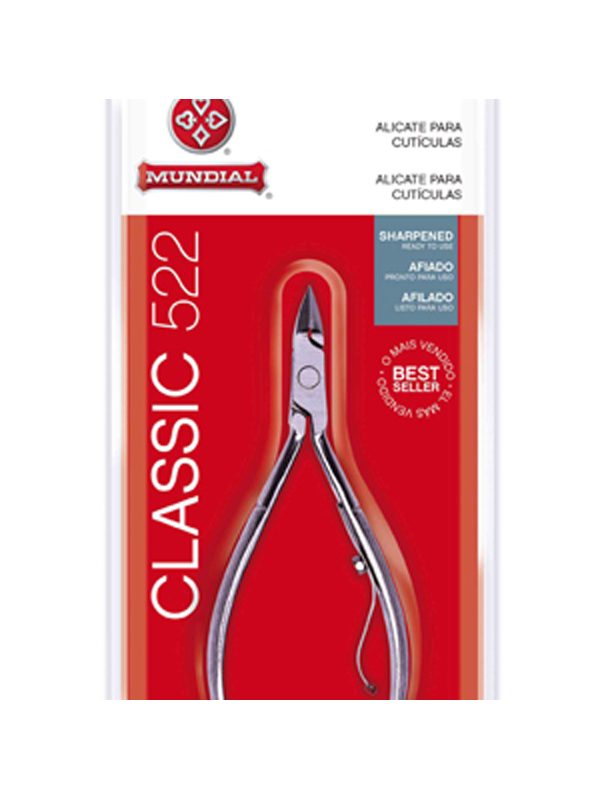 MUNDIAL
®
®
ALICATE PARA
CUTÍCULAS
ALICATE PARA
CUTÍCULAS
SHARPENED
READY TO USE
AFIADO
PRONTO PARA USO
AFILADO
LISTO PARA USO
CLASSIC 522
O MAIS VENDIDO
BEST
SELLER
EL MÁS VENDIDO